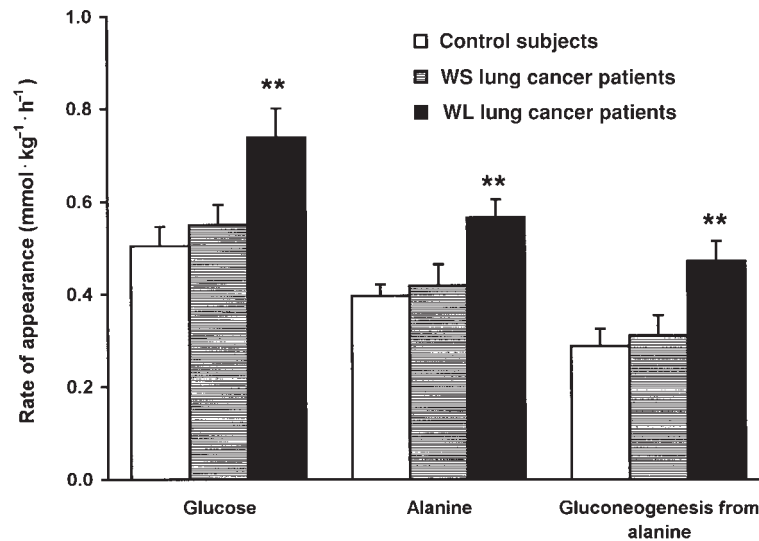 Rate of appearance (mmol · kg⁻¹ · h⁻¹)
1.0
0.8
0.6
0.4
0.2
0.0
Control subjects
WS lung cancer patients
WL lung cancer patients
**
**
**
Glucose
Alanine
Gluconeogenesis from
alanine